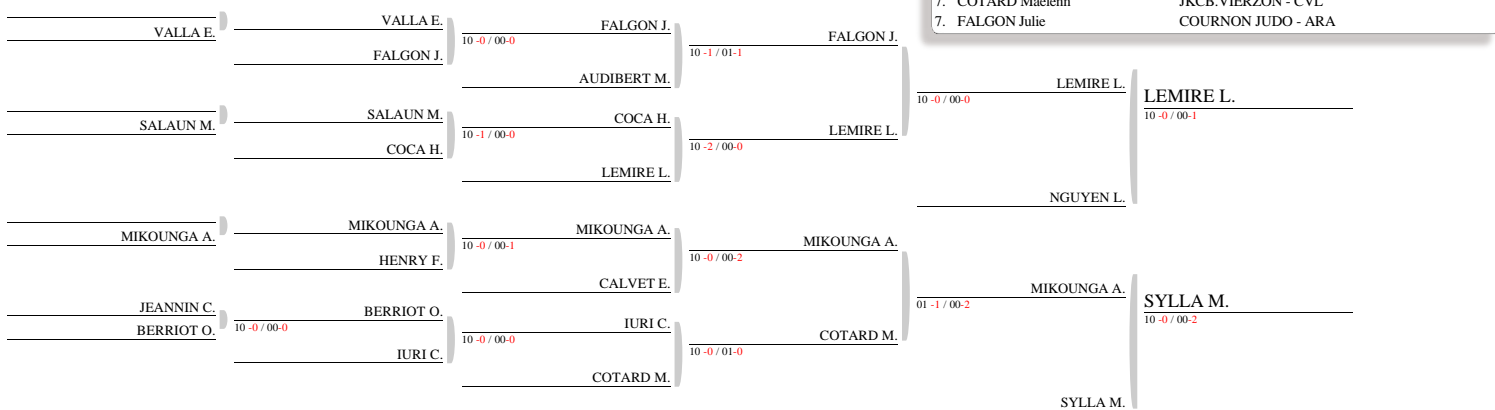 7. COTARD Maelenn JKCB.VIERZON - CVL
7. FALGON Julie COURNON JUDO - ARA
VALLA E.
VALLA E.
FALGON J.
FALGON J.
10 -0 / 00-0
AUDIBERT M.
FALGON J.
10 -1 / 01-1
SALAUN M.
SALAUN M.
COCA H.
COCA H.
10 -1 / 00-0
LEMIRE L.
LEMIRE L.
10 -2 / 00-0
LEMIRE L.
10 -0 / 00-0
NGUYEN L.
LEMIRE L.
10 -0 / 00-1
MIKOUNGA A.
MIKOUNGA A.
HENRY F.
MIKOUNGA A.
10 -0 / 00-1
CALVET E.
MIKOUNGA A.
10 -0 / 00-2
JEANNIN C.
BERRIOT O.
BERRIOT O.
10 -0 / 00-0
IURI C.
IURI C.
10 -0 / 00-0
COTARD M.
COTARD M.
10 -0 / 01-0
MIKOUNGA A.
01 -1 / 00-2
SYLLA M.
SYLLA M.
10 -0 / 00-2